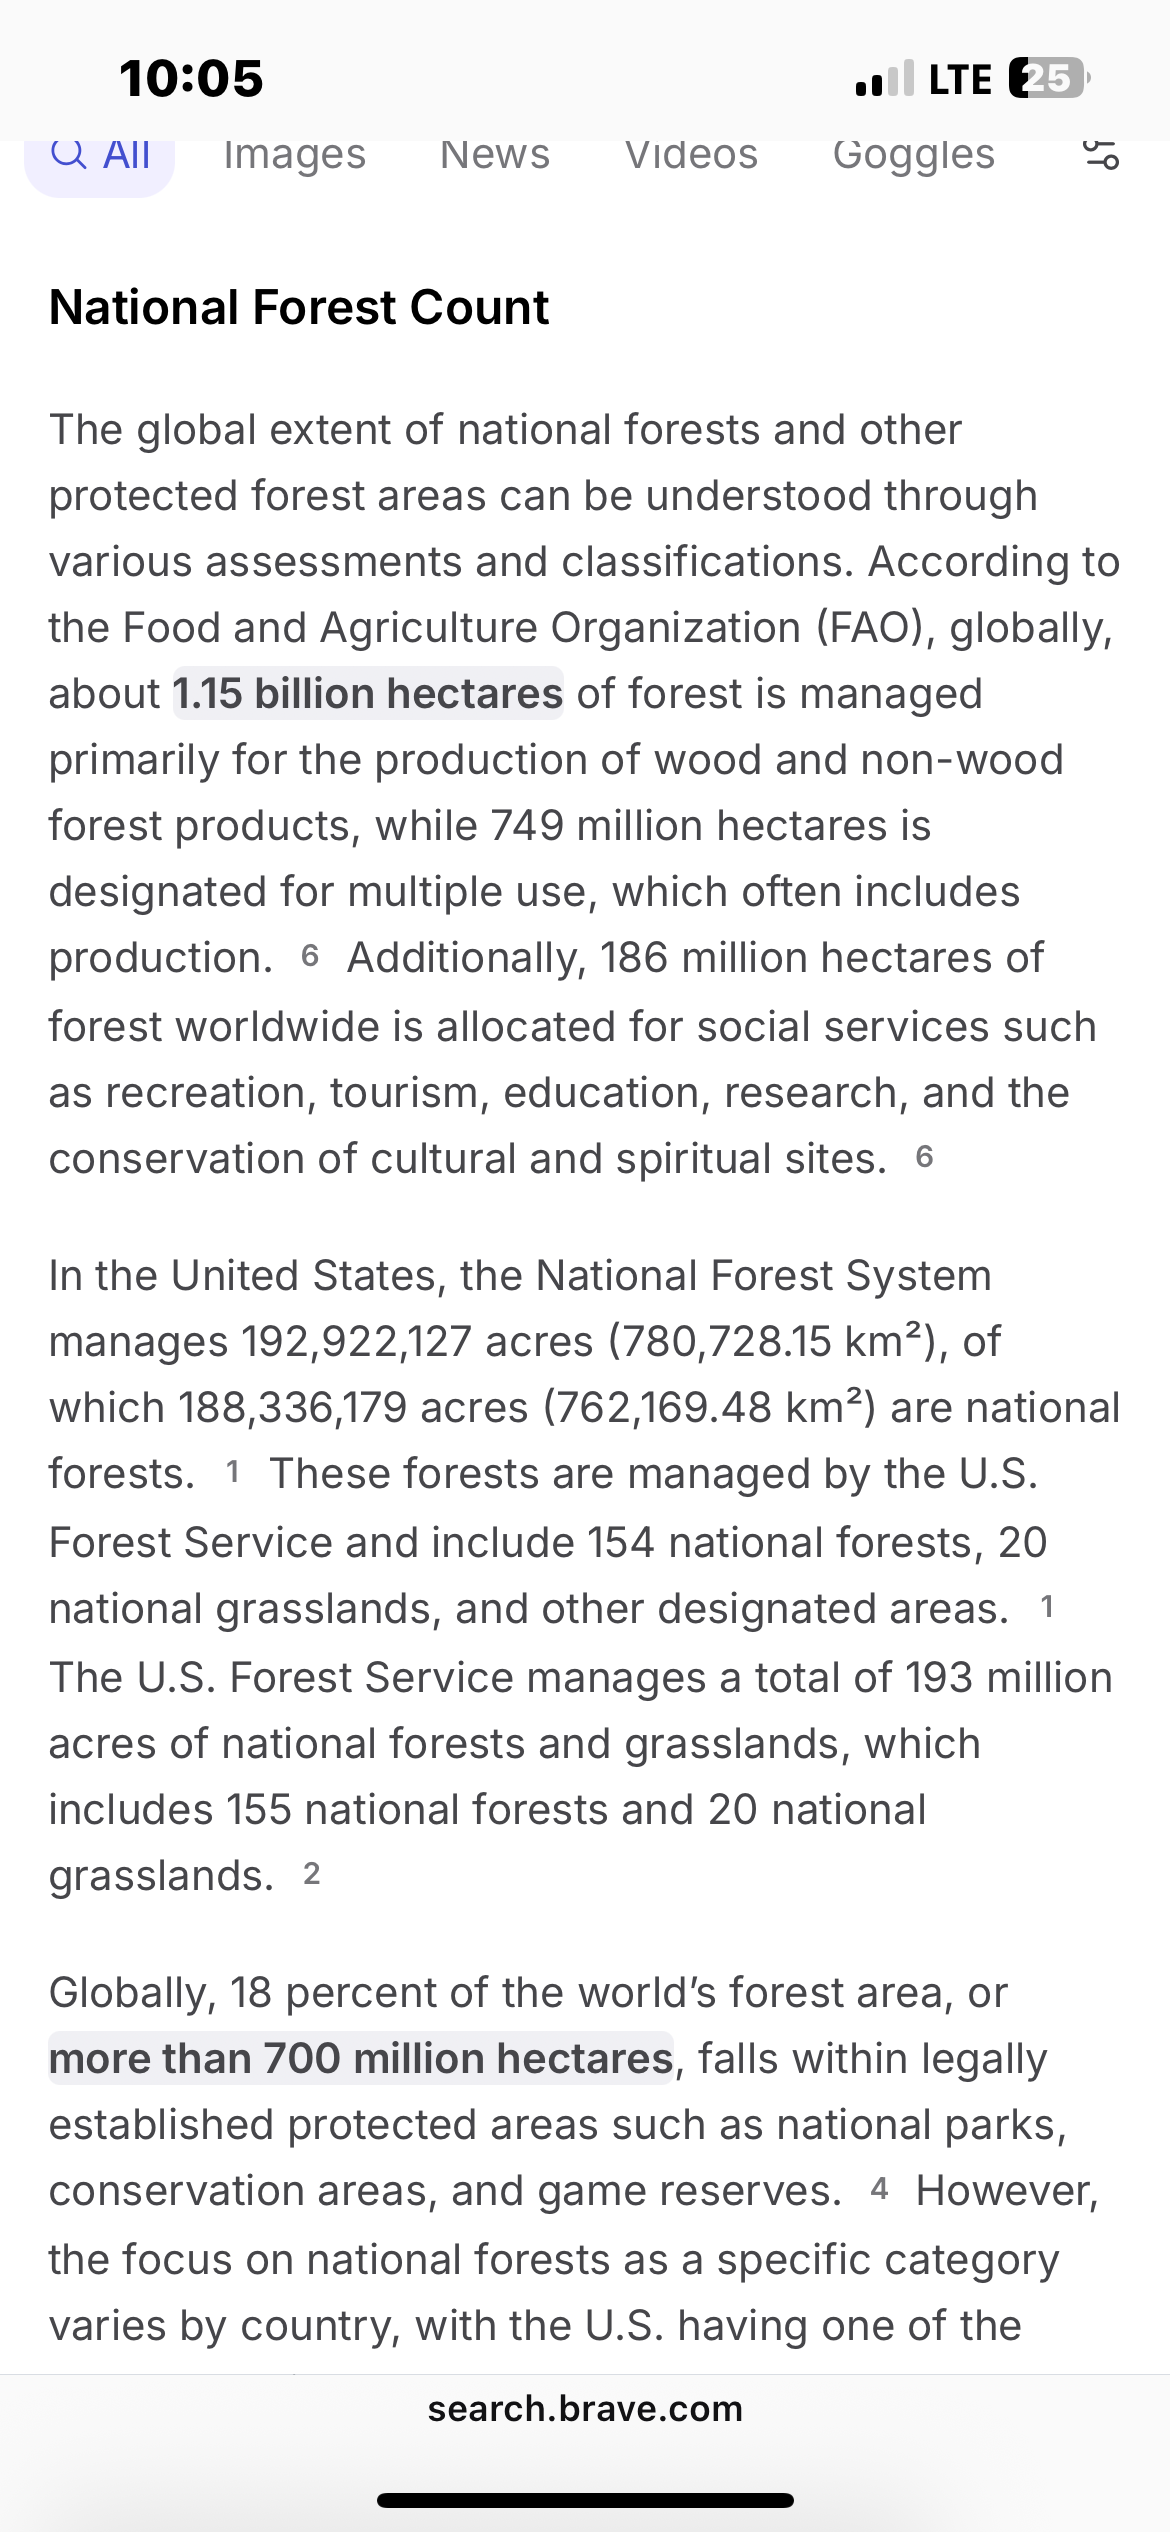 10:05
LTE 25
All Images News Videos Goggles
National Forest Count
The global extent of national forests and other
protected forest areas can be understood through
various assessments and classifications. According to
the Food and Agriculture Organization (FAO), globally,
about 1.15 billion hectares of forest is managed
primarily for the production of wood and non-wood
forest products, while 749 million hectares is
designated for multiple use, which often includes
production. 6 Additionally, 186 million hectares of
forest worldwide is allocated for social services such
as recreation, tourism, education, research, and the
conservation of cultural and spiritual sites. 6
In the United States, the National Forest System
manages 192,922,127 acres (780,728.15 km²), of
which 188,336,179 acres (762,169.48 km²) are national
forests. 1 These forests are managed by the U.S.
Forest Service and include 154 national forests, 20
national grasslands, and other designated areas. 1
The U.S. Forest Service manages a total of 193 million
acres of national forests and grasslands, which
includes 155 national forests and 20 national
grasslands. 2
Globally, 18 percent of the world’s forest area, or
more than 700 million hectares, falls within legally
established protected areas such as national parks,
conservation areas, and game reserves. 4 However,
the focus on national forests as a specific category
varies by country, with the U.S. having one of the
search.brave.com